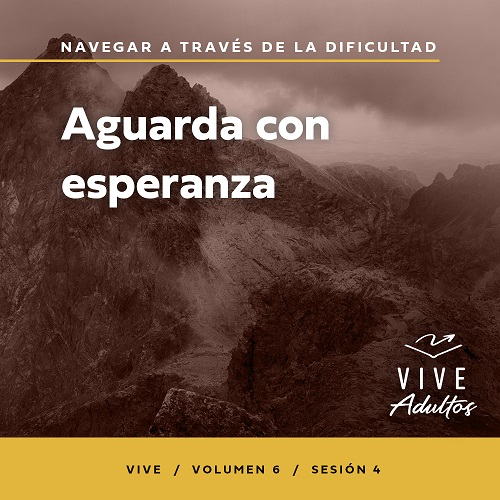 NAVEGAR A TRAVÉS DE LA DIFICULTAD
Aguarda con
esperanza
VIVE
Adultos
VIVE / VOLUMEN 6 / SESIÓN 4